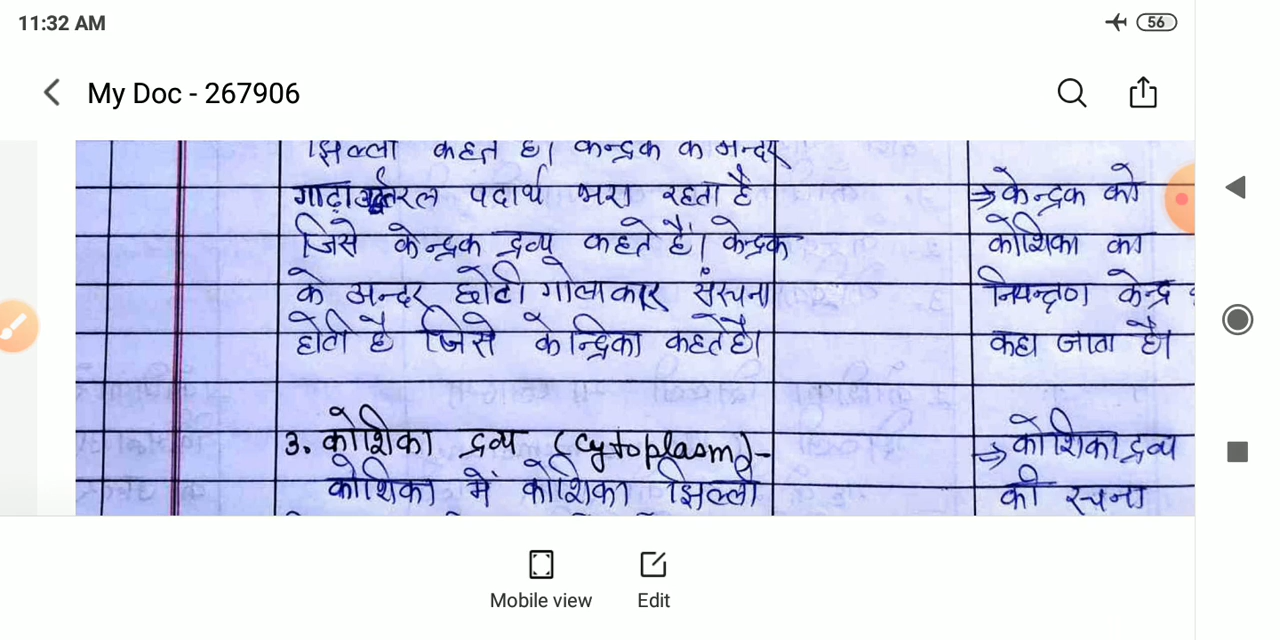 11:32 AM
56
My Doc - 267906
झिल्ली कहते है। केन्द्रक के अन्दर
गाढ़ा तरल पदार्थ भरा रहता है
जिसे केन्द्रक द्रव्य कहते है। केन्द्रक
के अन्दर छोटी गोलाकार संरचना
होती है जिसे केन्द्रिका कहते है।
→ केन्द्रक को
कोशिका का
नियन्त्रण केन्द्र
कहा जाता है।
3. कोशिका द्रव्य (Cytoplasm)-
कोशिका में कोशिका झिल्ली
→ कोशिका द्रव्य
की रचना
Mobile view
Edit